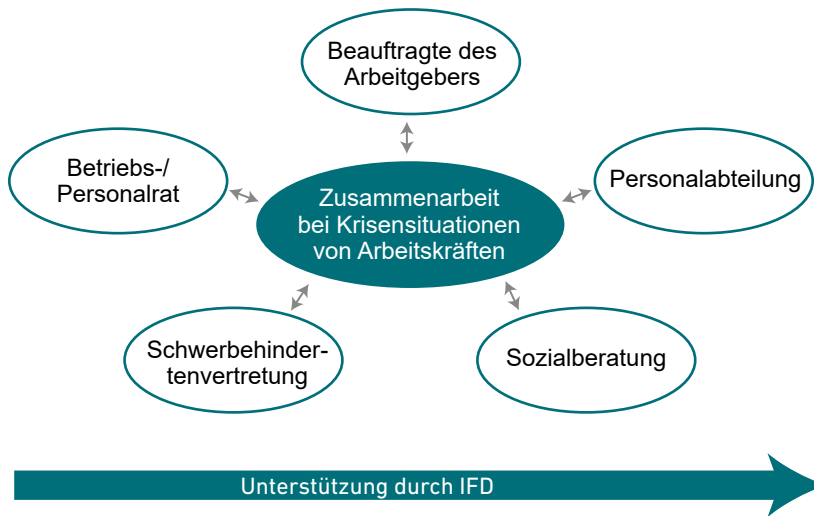 Beauftragte des
Arbeitgebers
Betriebs-/
Personalrat
Personalabteilung
Zusammenarbeit
bei Krisensituationen
von Arbeitskräften
Schwerbehinder-
tenvertretung
Sozialberatung
Unterstützung durch IFD